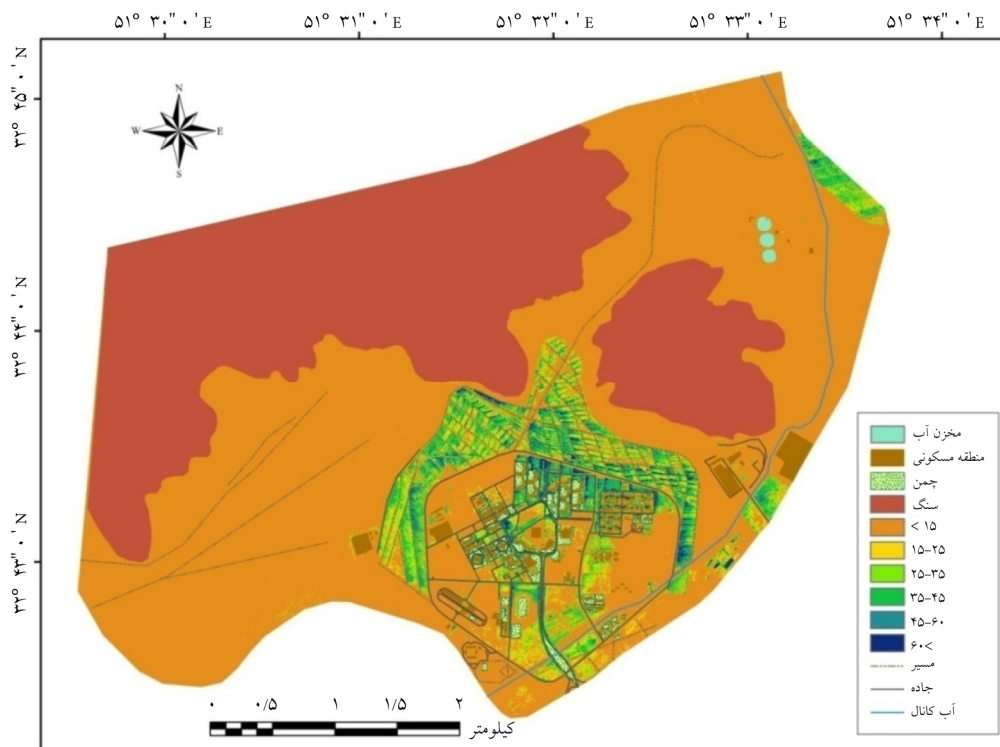 ۵۱° ۳۰" ۰' E
۵۱° ۳۱" ۰' E
۵۱° ۳۲" ۰' E
۵۱° ۳۳" ۰' E
۵۱° ۳۴" ۰' E
۳۲° ۴۵" ۰' N
۳۲° ۴۴" ۰' N
۳۲° ۴۳" ۰' N
N
W E
S
مخزن آب
منطقه مسکونی
چمن
سنگ
< ۱۵
۱۵-۲۵
۲۵-۳۵
۳۵-۴۵
۴۵-۶۰
۶۰<
مسیر
جاده
آب کانال
۰ ۰/۵ ۱ ۱/۵ ۲
کیلومتر